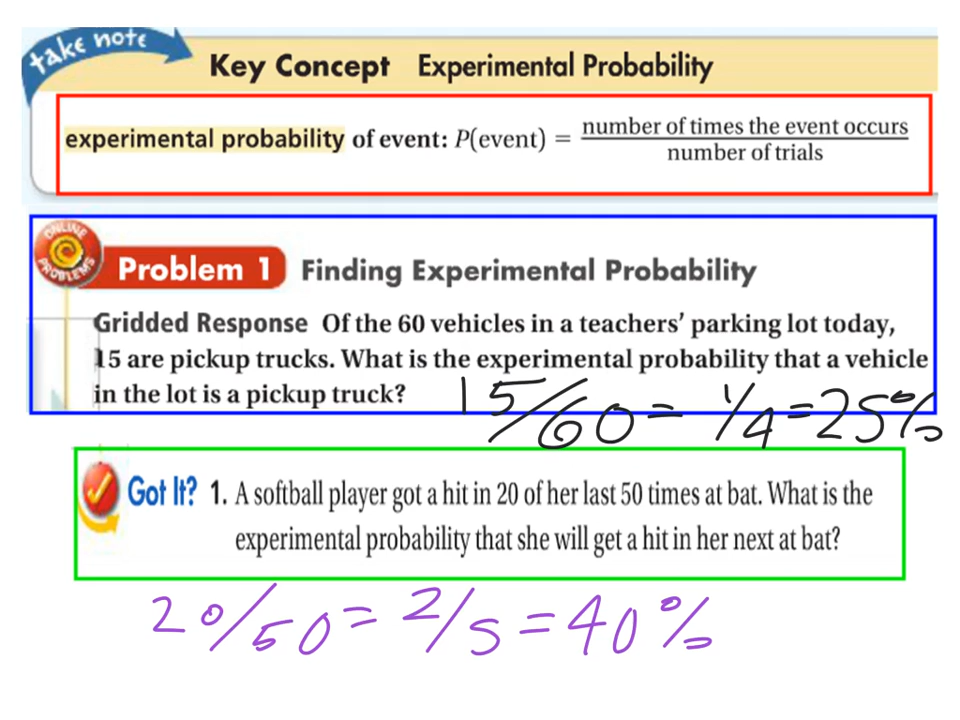 take note
Key Concept Experimental Probability
experimental probability of event: P(event) = number of times the event occurs / number of trials
ONLINE PROBLEMS
Problem 1 Finding Experimental Probability
Gridded Response Of the 60 vehicles in a teachers' parking lot today,
15 are pickup trucks. What is the experimental probability that a vehicle
in the lot is a pickup truck?
15/60 = 1/4 = 25%
Got It? 1. A softball player got a hit in 20 of her last 50 times at bat. What is the
experimental probability that she will get a hit in her next at bat?
20/50 = 2/5 = 40%